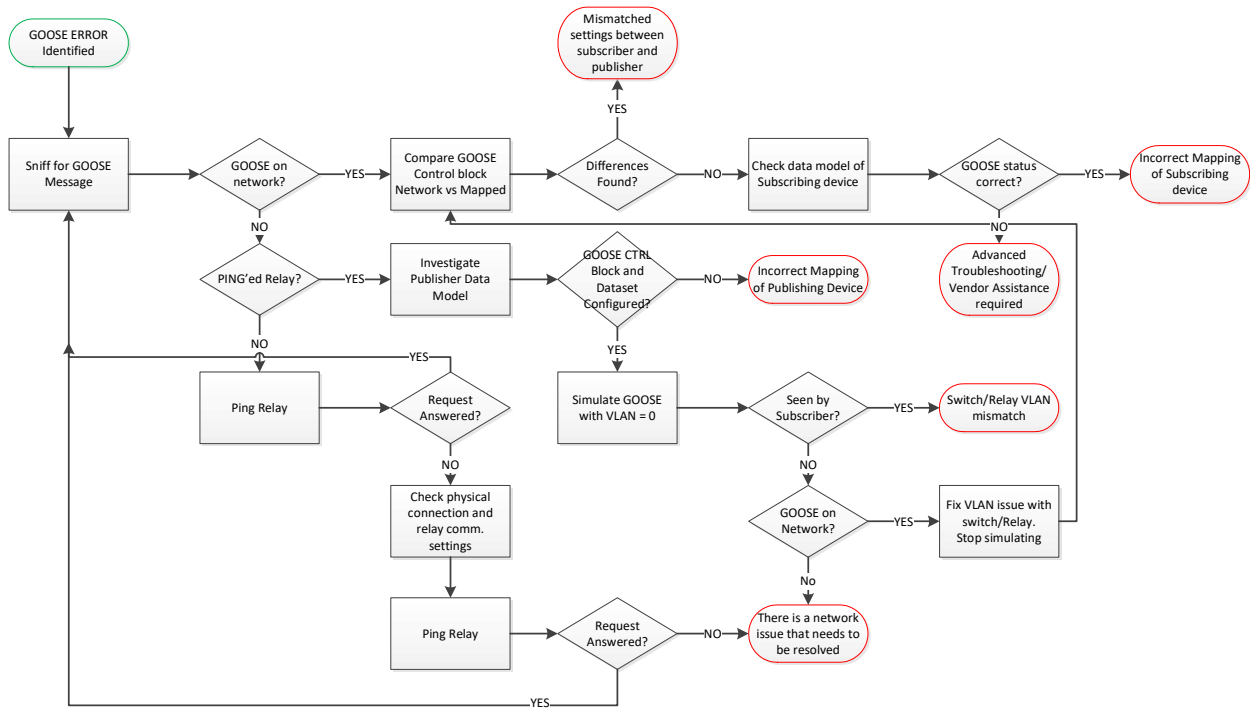 GOOSE ERROR
Identified
Mismatched
settings between
subscriber and
publisher
YES
Sniff for GOOSE
Message
GOOSE on
network?
YES
Compare GOOSE
Control block
Network vs Mapped
Differences
Found?
NO
Check data model of
Subscribing device
GOOSE status
correct?
YES
Incorrect Mapping
of Subscribing
device
NO
NO
PING'ed Relay?
YES
Investigate
Publisher Data
Model
GOOSE CTRL
Block and
Dataset
Configured?
NO
Incorrect Mapping
of Publishing Device
Advanced
Troubleshooting/
Vendor Assistance
required
NO
YES
YES
Ping Relay
Request
Answered?
Simulate GOOSE
with VLAN = 0
Seen by
Subscriber?
YES
Switch/Relay VLAN
mismatch
NO
NO
Check physical
connection and
relay comm.
settings
GOOSE on
Network?
YES
Fix VLAN issue with
switch/Relay.
Stop simulating
No
Ping Relay
Request
Answered?
NO
There is a network
issue that needs to
be resolved
YES